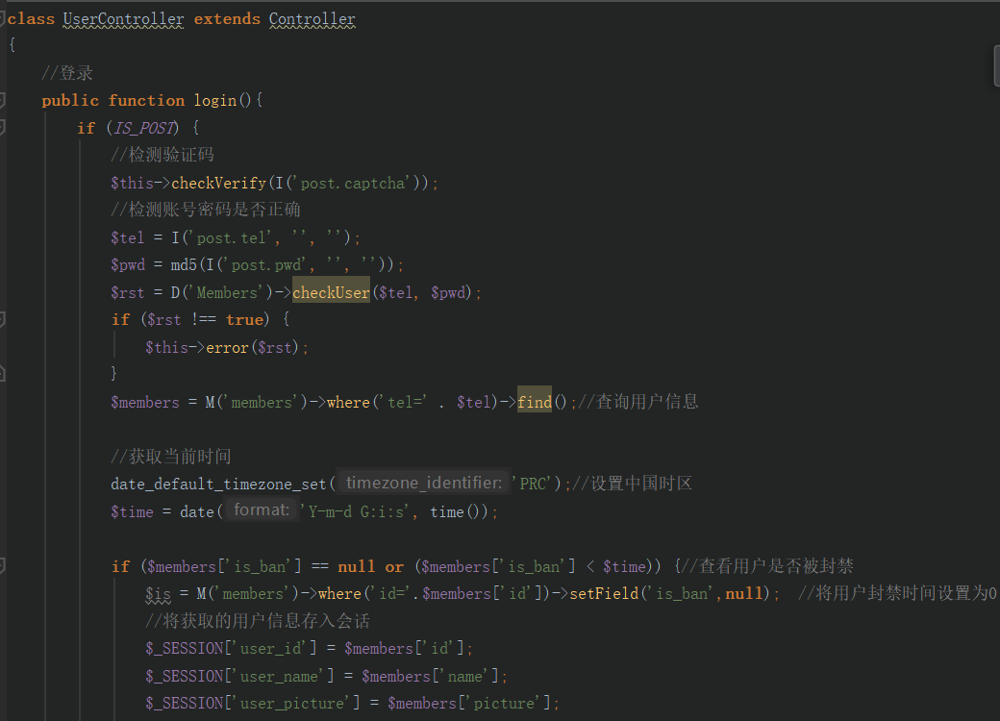 class UserController extends Controller
{
//登录
public function login(){
if (IS_POST) {
//检测验证码
$this->checkVerify(I('post.captcha'));
//检测账号密码是否正确
$tel = I('post.tel', '', '');
$pwd = md5(I('post.pwd', '', ''));
$rst = D('Members')->checkUser($tel, $pwd);
if ($rst !== true) {
$this->error($rst);
}
$members = M('members')->where('tel=' . $tel)->find();//查询用户信息
//获取当前时间
date_default_timezone_set( timezone_identifier: 'PRC');//设置中国时区
$time = date( format: 'Y-m-d G:i:s', time());
if ($members['is_ban'] == null or ($members['is_ban'] < $time)) {//查看用户是否被封禁
$is = M('members')->where('id='.$members['id'])->setField('is_ban',null); //将用户封禁时间设置为0
//将获取的用户信息存入会话
$_SESSION['user_id'] = $members['id'];
$_SESSION['user_name'] = $members['name'];
$_SESSION['user_picture'] = $members['picture'];